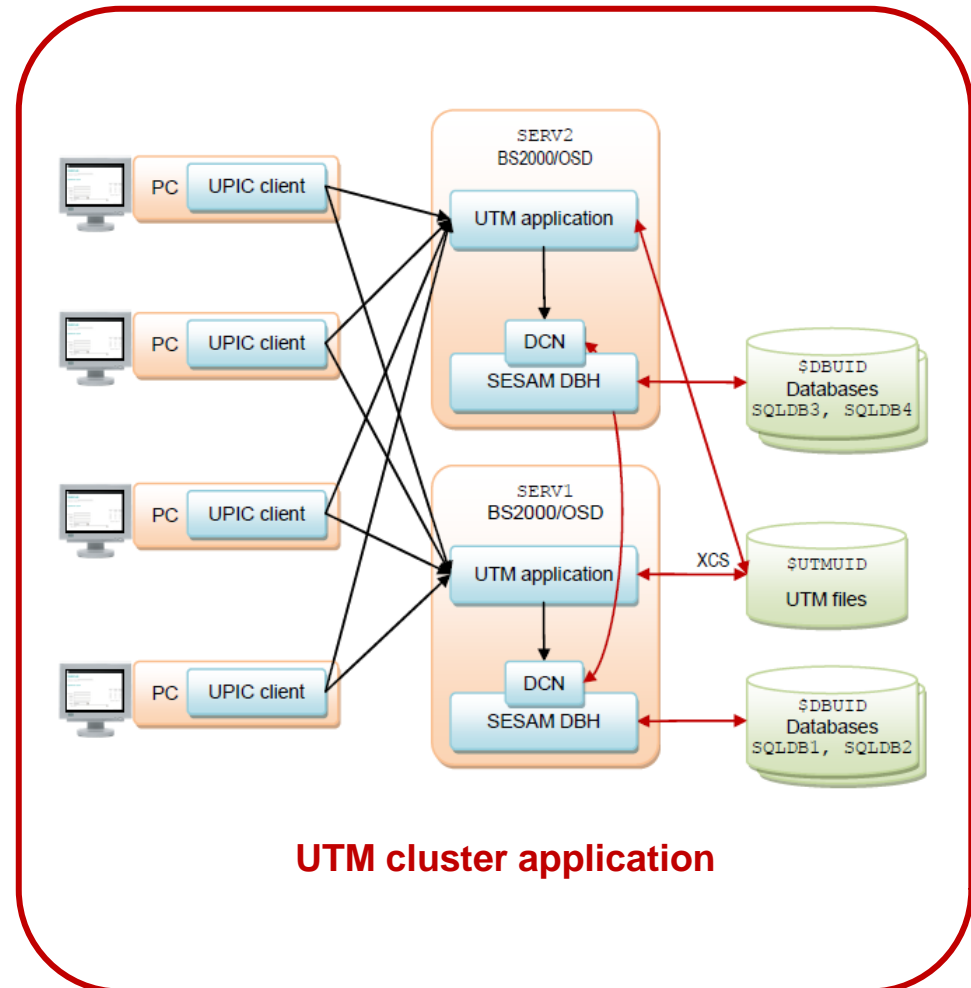 SERV2
BS2000/OSD
PC UPIC client
UTM application
PC UPIC client
DCN
SESAM DBH
$DBUID
Databases
SQLDB3, SQLDB4
PC UPIC client
SERV1
BS2000/OSD
UTM application
XCS
$UTMUID
UTM files
PC UPIC client
DCN
SESAM DBH
$DBUID
Databases
SQLDB1, SQLDB2
UTM cluster application